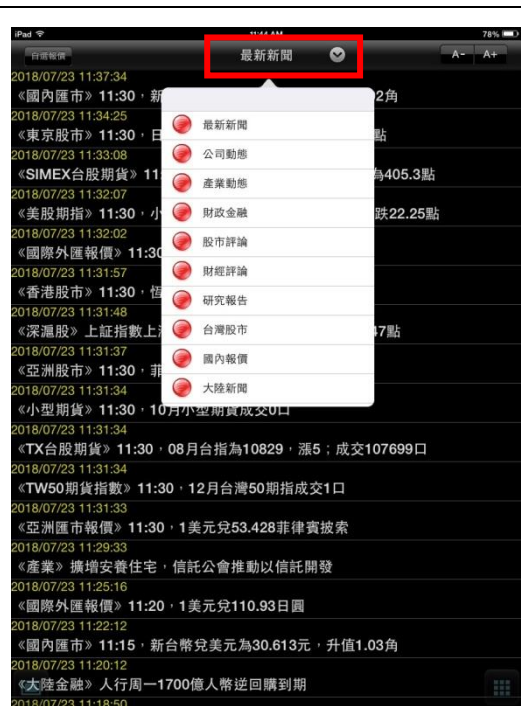 iPad 11:44 AM 78%
自選報價 最新新聞 A- A+
2018/07/23 11:37:34
《國內匯市》11:30，新 2角
2018/07/23 11:34:25
《東京股市》11:30，日 點
2018/07/23 11:33:08
《SIMEX台股期貨》11: 為405.3點
2018/07/23 11:32:07
《美股期指》11:30，小 跌22.25點
2018/07/23 11:32:02
《國際外匯報價》11:30
2018/07/23 11:31:57
《香港股市》11:30，恆
2018/07/23 11:31:48
《深滬股》上証指數上 47點
2018/07/23 11:31:37
《亞洲股市》11:30，菲
2018/07/23 11:31:34
《小型期貨》11:30，10月小型期貨成交0口
最新新聞
公司動態
產業動態
財政金融
股市評論
財經評論
研究報告
台灣股市
國內報價
大陸新聞
2018/07/23 11:31:34
《TX台股期貨》11:30，08月台指為10829，漲5；成交107699口
2018/07/23 11:31:34
《TW50期貨指數》11:30，12月台灣50期指成交1口
2018/07/23 11:31:33
《亞洲匯市報價》11:30，1美元兌53.428菲律賓披索
2018/07/23 11:29:33
《產業》擴增安養住宅，信託公會推動以信託開發
2018/07/23 11:25:16
《國際外匯報價》11:20，1美元兌110.93日圓
2018/07/23 11:22:12
《國內匯市》11:15，新台幣兌美元為30.613元，升值1.03角
2018/07/23 11:20:12
《大陸金融》人行周一1700億人幣逆回購到期
2018/07/23 11:18:50